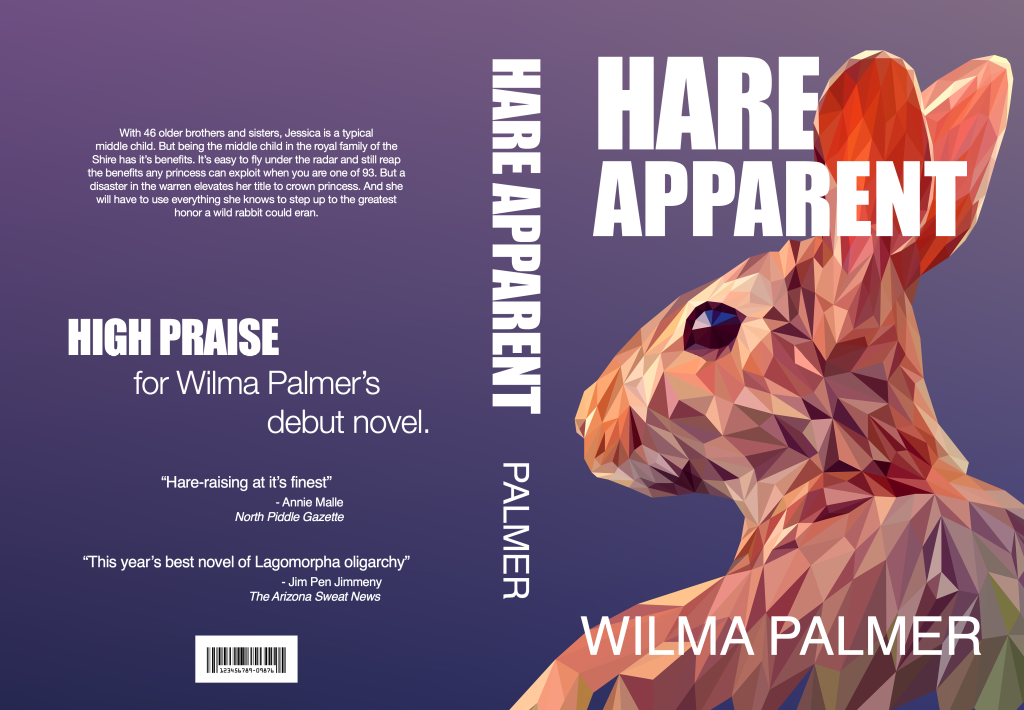 With 46 older brothers and sisters, Jessica is a typical
middle child. But being the middle child in the royal family of the
Shire has it's benefits. It's easy to fly under the radar and still reap
the benefits any princess can exploit when you are one of 93. But a
disaster in the warren elevates her title to crown princess. And she
will have to use everything she knows to step up to the greatest
honor a wild rabbit could eran.
HIGH PRAISE
for Wilma Palmer's
debut novel.
“Hare-raising at it's finest”
- Annie Malle
North Piddle Gazette
“This year's best novel of Lagomorpha oligarchy”
- Jim Pen Jimmeny
The Arizona Sweat News
123456789-09876
HARE APPARENT
PALMER
HARE
APPARENT
WILMA PALMER